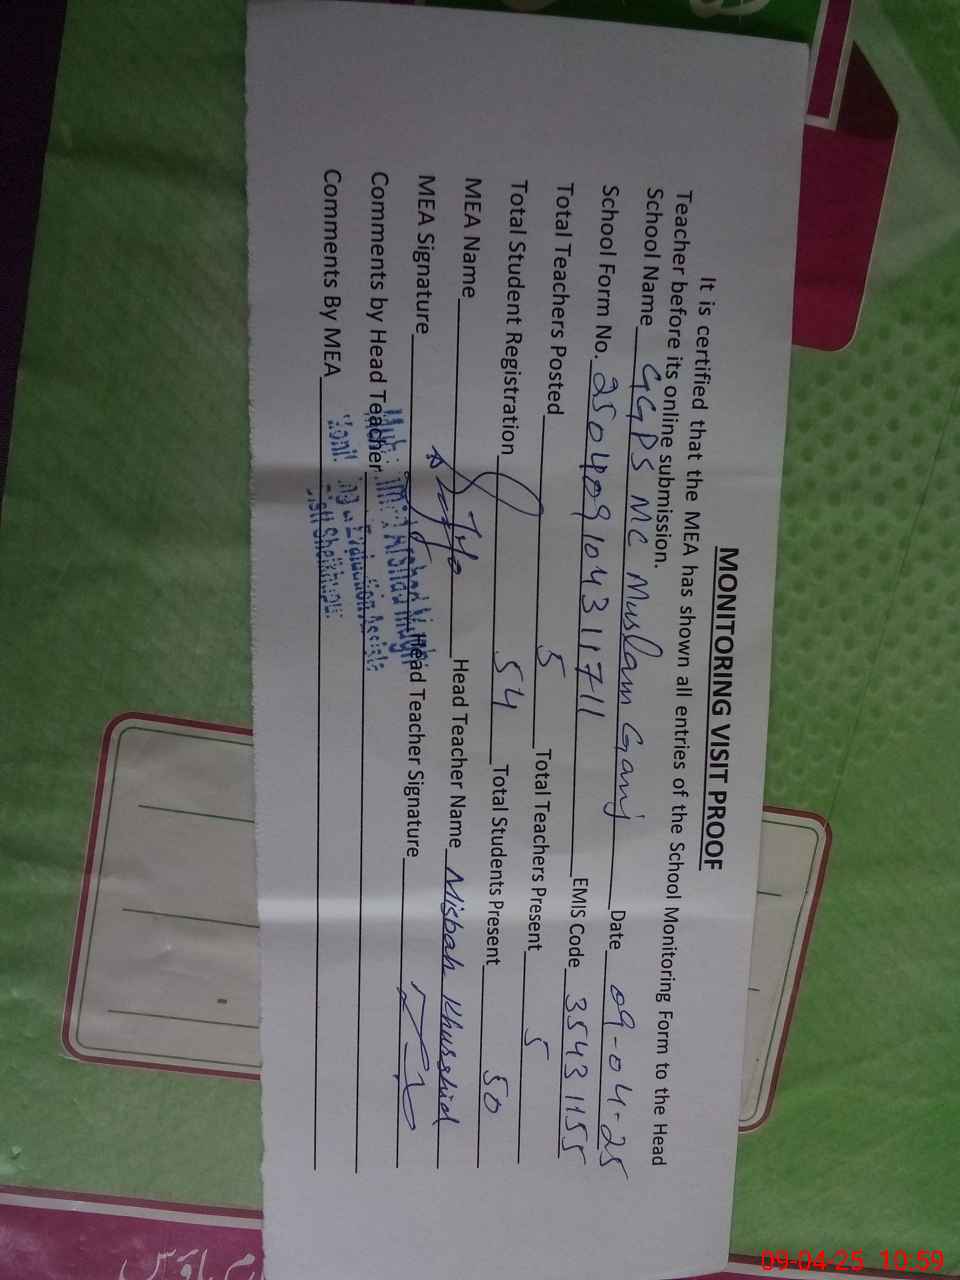 MONITORING VISIT PROOF
It is certified that the MEA has shown all entries of the School Monitoring Form to the Head
Teacher before its online submission.
School Name GGPS MC Muslam Ganj Date 09-04-25
School Form No. 250409104311711 EMIS Code 35431155
Total Teachers Posted 5 Total Teachers Present 5
Total Student Registration 54 Total Students Present 50
MEA Name Head Teacher Name Misbah Khurshid
MEA Signature Head Teacher Signature
Comments by Head Teacher
Comments By MEA
Arshad
Evaluation
Sheikhupu
09-04-25 10:59